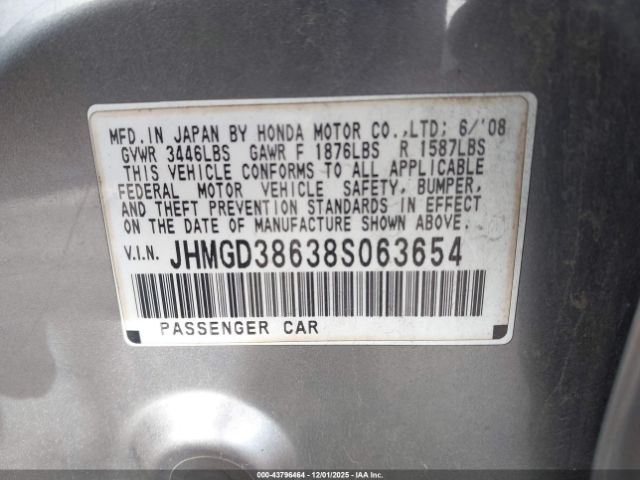 MFD. IN JAPAN BY HONDA MOTOR CO.,LTD; 6/'08
GVWR 3446LBS GAWR F 1876LBS R 1587LBS
THIS VEHICLE CONFORMS TO ALL APPLICABLE
FEDERAL MOTOR VEHICLE SAFETY, BUMPER,
AND THEFT PREVENTION STANDARDS IN EFFECT
ON THE DATE OF MANUFACTURE SHOWN ABOVE.
V.I.N. JHMGD38638S063654
PASSENGER CAR
000-43796464 | 12/01/2025 | IAA Inc.